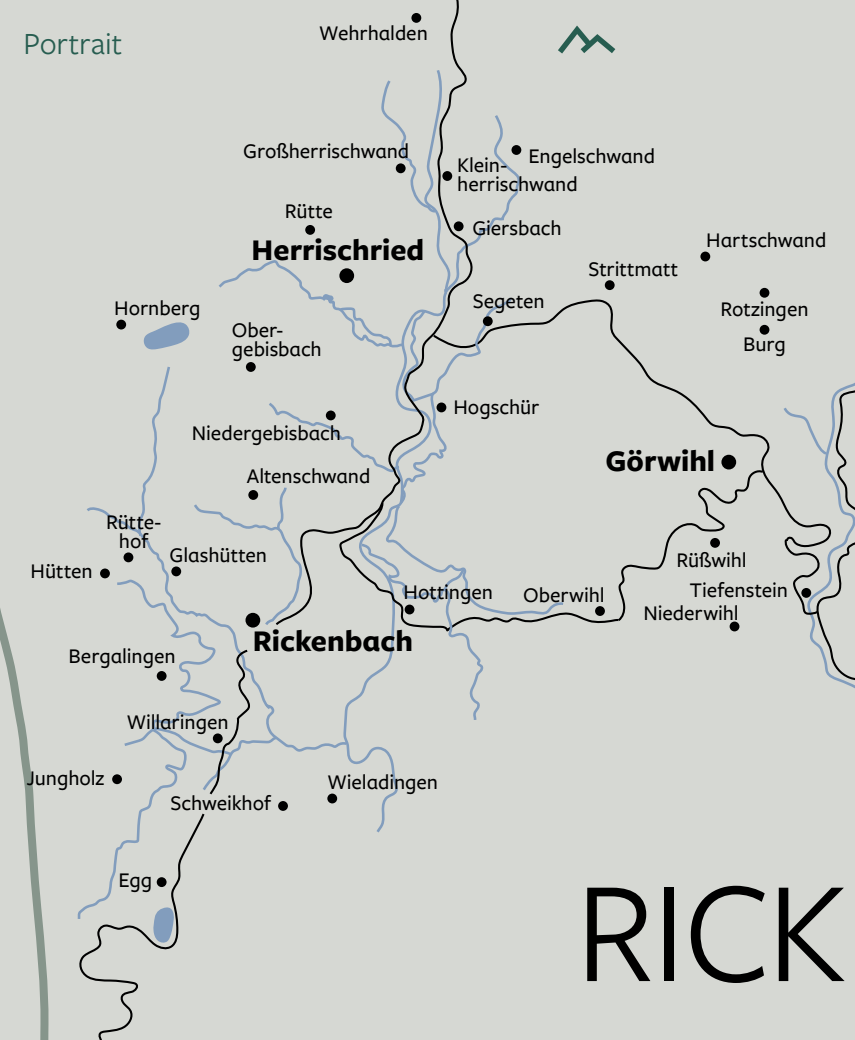 Wehrhalden
Portrait
Großherrischwand
Engelschwand
Klein-
herrischwand
Rütte
Giersbach
Herrischried
Hartschwand
Strittmatt
Segeten
Hornberg
Rotzingen
Ober-
gebisbach
Burg
Hogschür
Niedergebisbach
Görwihl
Altenschwand
Rütte-
hof
Glashütten
Hütten
Rüßwihl
Hottingen
Oberwihl
Tiefenstein
Niederwihl
Rickenbach
Bergalingen
Willaringen
Jungholz
Wieladingen
Schweikhof
Egg
RICK